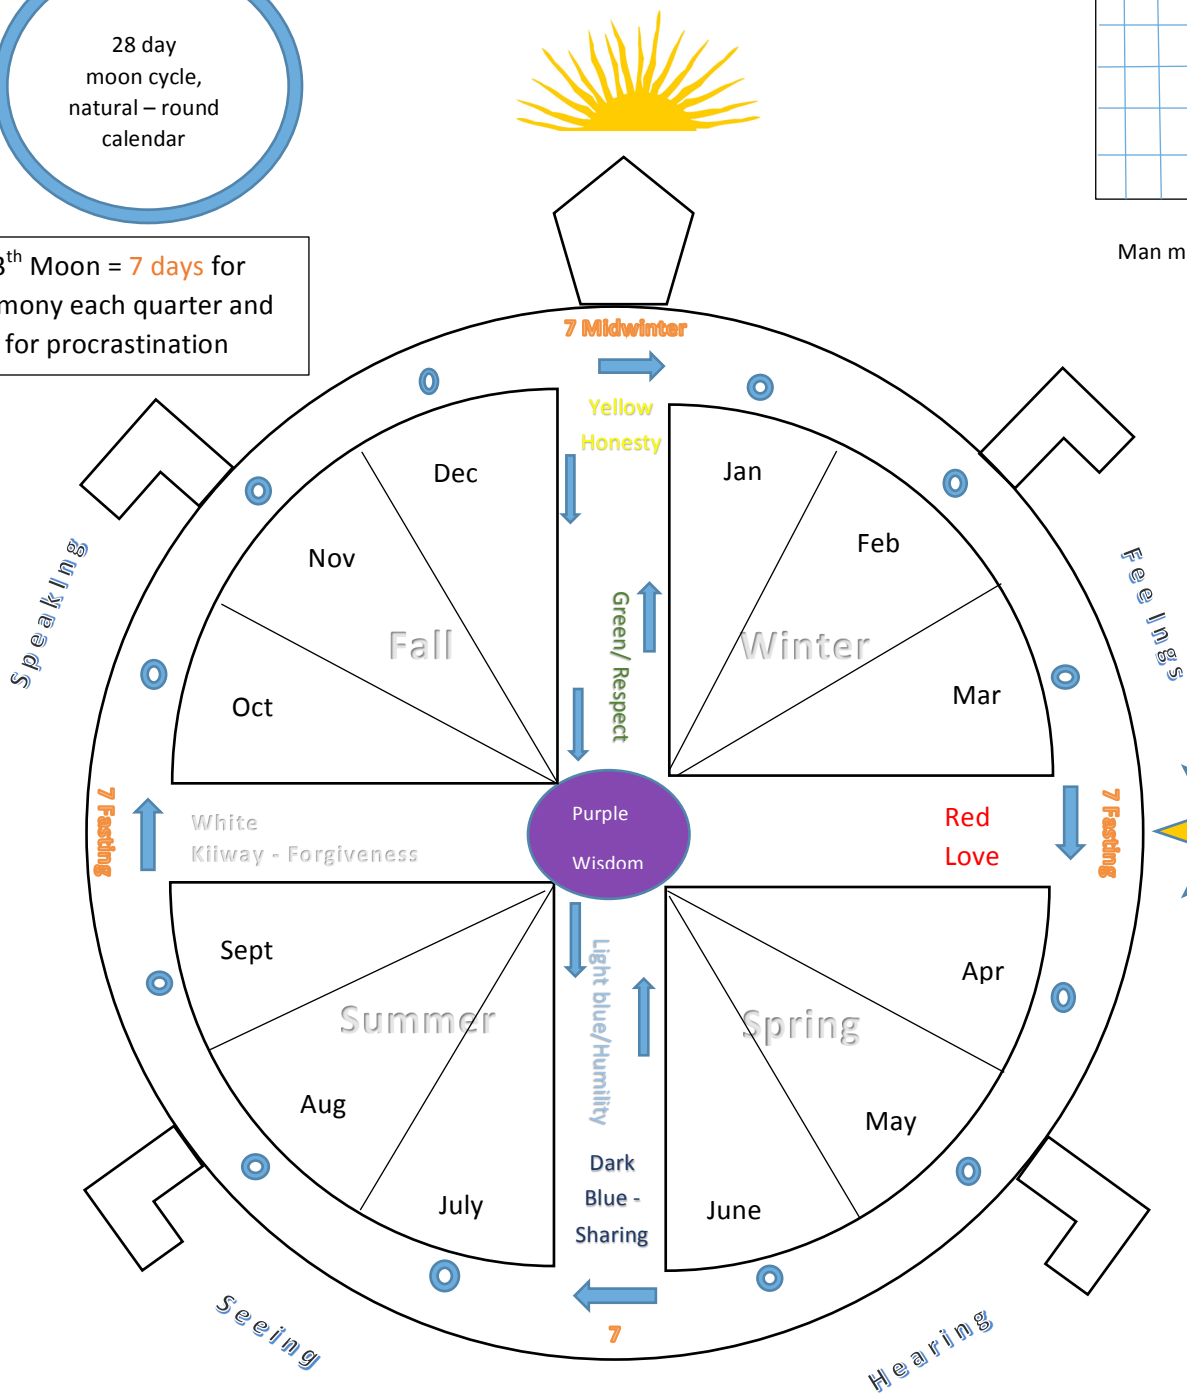 28 day
moon cycle,
natural – round
calendar
Man m
th Moon = 7 days for
mony each quarter and
for procrastination
7 Midwinter
Yellow
Honesty
Dec
Jan
Nov
Feb
Speaking
Feelngs
Green/ Respect
Fall
Winter
Oct
Mar
7 Fasting
White
Kiiway - Forgiveness
Purple
Wisdom
Red
Love
7 Fasting
Sept
Apr
Light blue/Humility
Summer
Spring
Aug
May
Dark
Blue -
Sharing
July
June
7
Seeing
Hearing